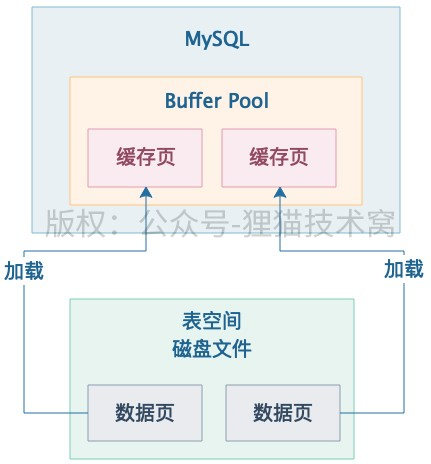 MySQL
Buffer Pool
缓存页
缓存页
版权：公众号-狸猫技术窝
加载
加载
表空间
磁盘文件
数据页
数据页